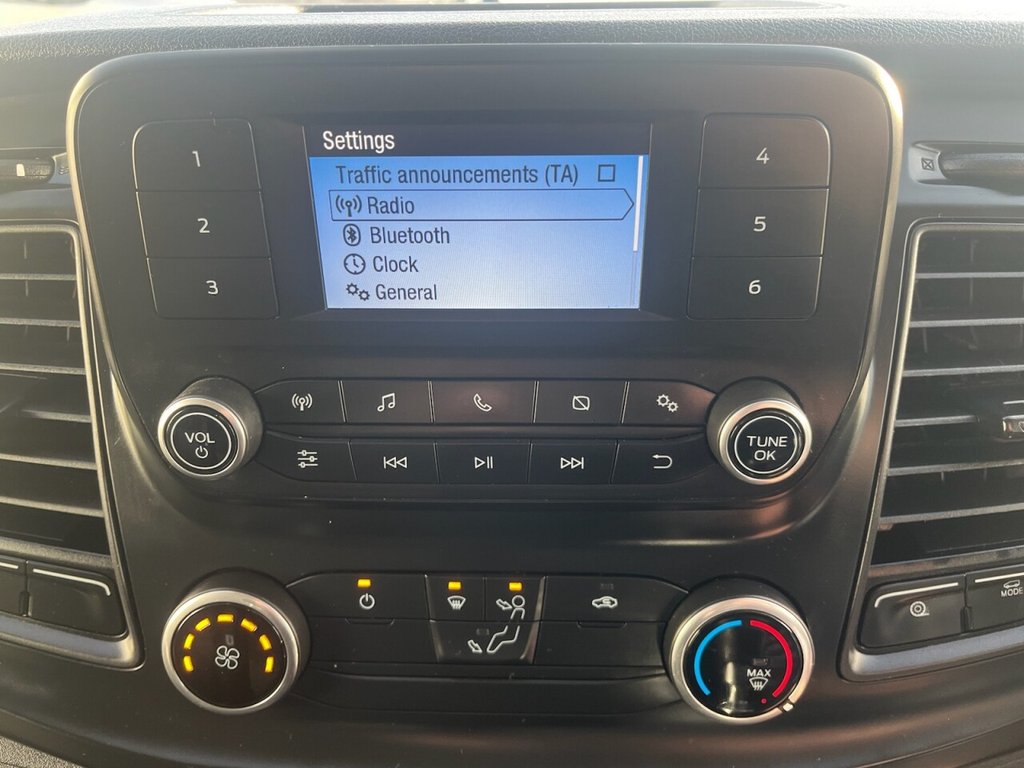 Settings
Traffic announcements (TA)
Radio
Bluetooth
Clock
General
1
2
3
4
5
6
VOL
TUNE
OK
MAX
MODE